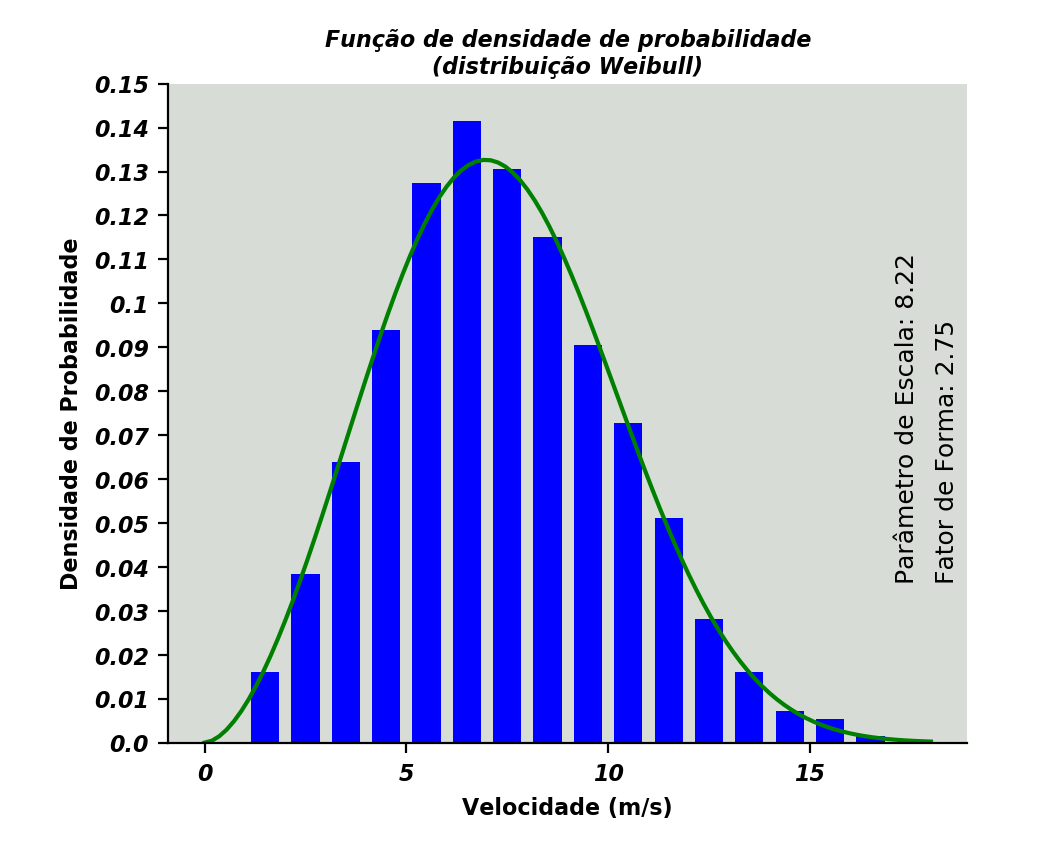 Função de densidade de probabilidade
(distribuição Weibull)
0.15
0.14
0.13
0.12
0.11
0.1
0.09
0.08
0.07
0.06
0.05
0.04
0.03
0.02
0.01
0.0
Densidade de Probabilidade
Parâmetro de Escala: 8.22
Fator de Forma: 2.75
0 5 10 15
Velocidade (m/s)